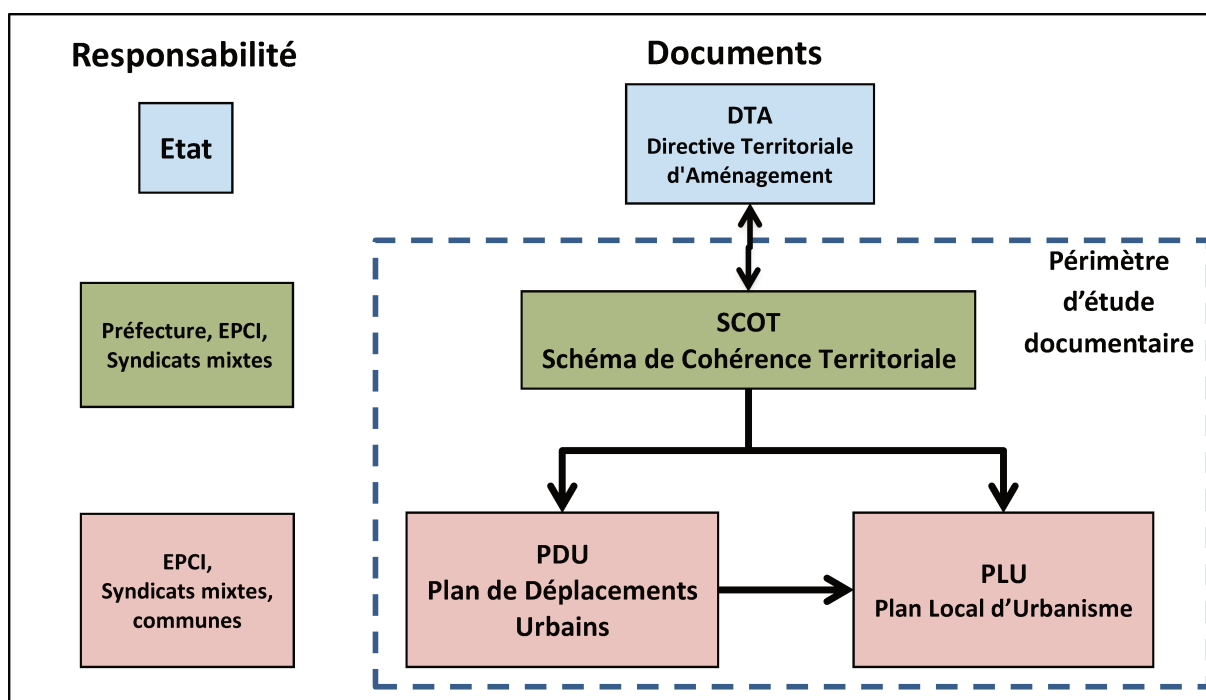 Responsabilité
Documents
Etat
DTA
Directive Territoriale
d'Aménagement
Périmètre
d’étude
documentaire
Préfecture, EPCI,
Syndicats mixtes
SCOT
Schéma de Cohérence Territoriale
EPCI,
Syndicats mixtes,
communes
PDU
Plan de Déplacements
Urbains
PLU
Plan Local d’Urbanisme